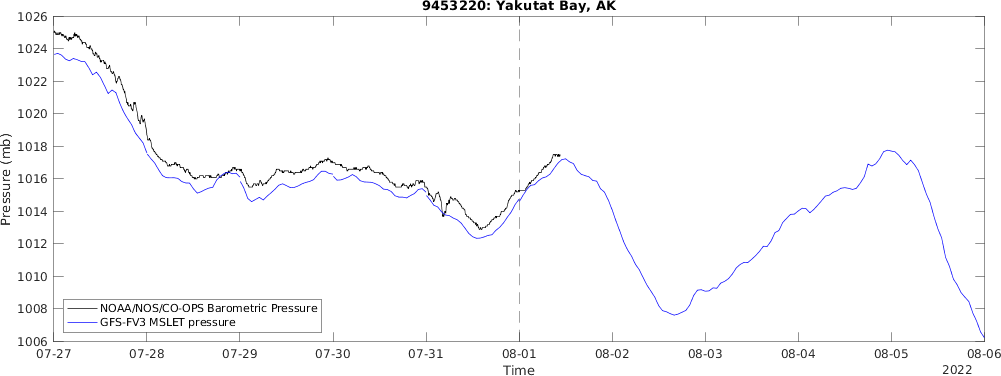 9453220: Yakutat Bay, AK
Pressure (mb)
1026
1024
1022
1020
1018
1016
1014
1012
1010
1008
1006
NOAA/NOS/CO-OPS Barometric Pressure
GFS-FV3 MSLET pressure
07-27 07-28 07-29 07-30 07-31 08-01 08-02 08-03 08-04 08-05 08-06
Time
2022